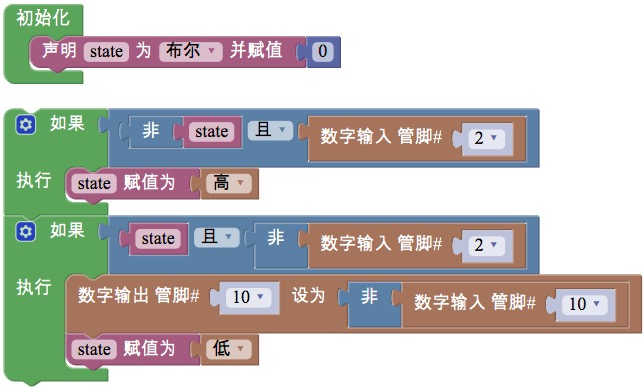 初始化
声明 state 为 布尔 并赋值 0
如果 非 state 且 数字输入 管脚# 2
执行 state 赋值为 高
如果 state 且 非 数字输入 管脚# 2
执行 数字输出 管脚# 10 设为 非 数字输入 管脚# 10
state 赋值为 低